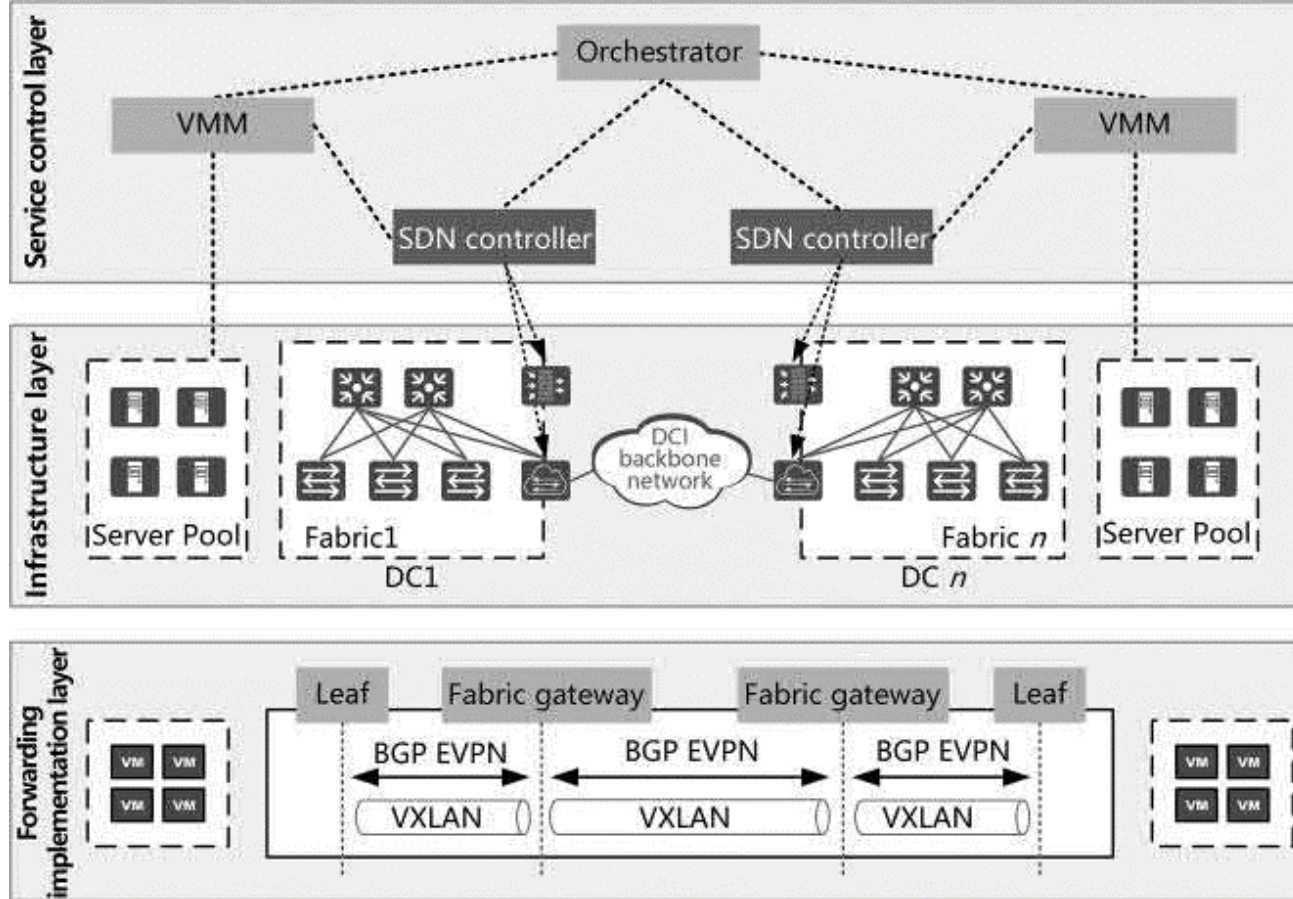 Service control layer
Orchestrator
VMM
VMM
SDN controller
SDN controller
Infrastructure layer
Server Pool
Fabric1
DC1
DCI
backbone
network
Fabric n
DC n
Server Pool
Forwarding
implementation layer
Leaf
Fabric gateway
Fabric gateway
Leaf
BGP EVPN
BGP EVPN
BGP EVPN
VXLAN
VXLAN
VXLAN
VM VM
VM VM
VM VM
VM VM